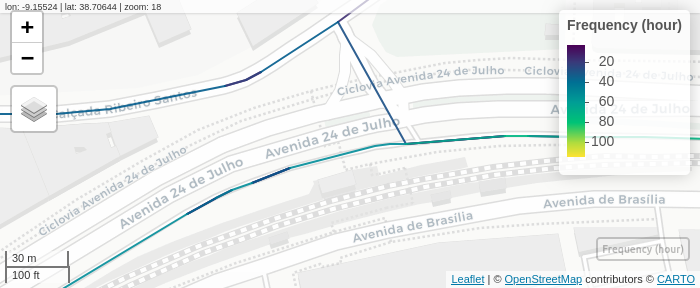 lon: -9.15524 | lat: 38.70644 | zoom: 18
+
−
Frequency (hour)
20
40
60
80
100
Calçada Ribeiro Santos
Ciclovia Avenida 24 de Julho
Ciclovia Avenida 24 de Julho
Avenida 24 de Julho
Avenida 24 de Julho
Ciclovia Avenida 24 de Julho
Avenida de Brasília
Avenida de Brasília
Frequency (hour)
30 m
100 ft
Leaflet | © OpenStreetMap contributors © CARTO